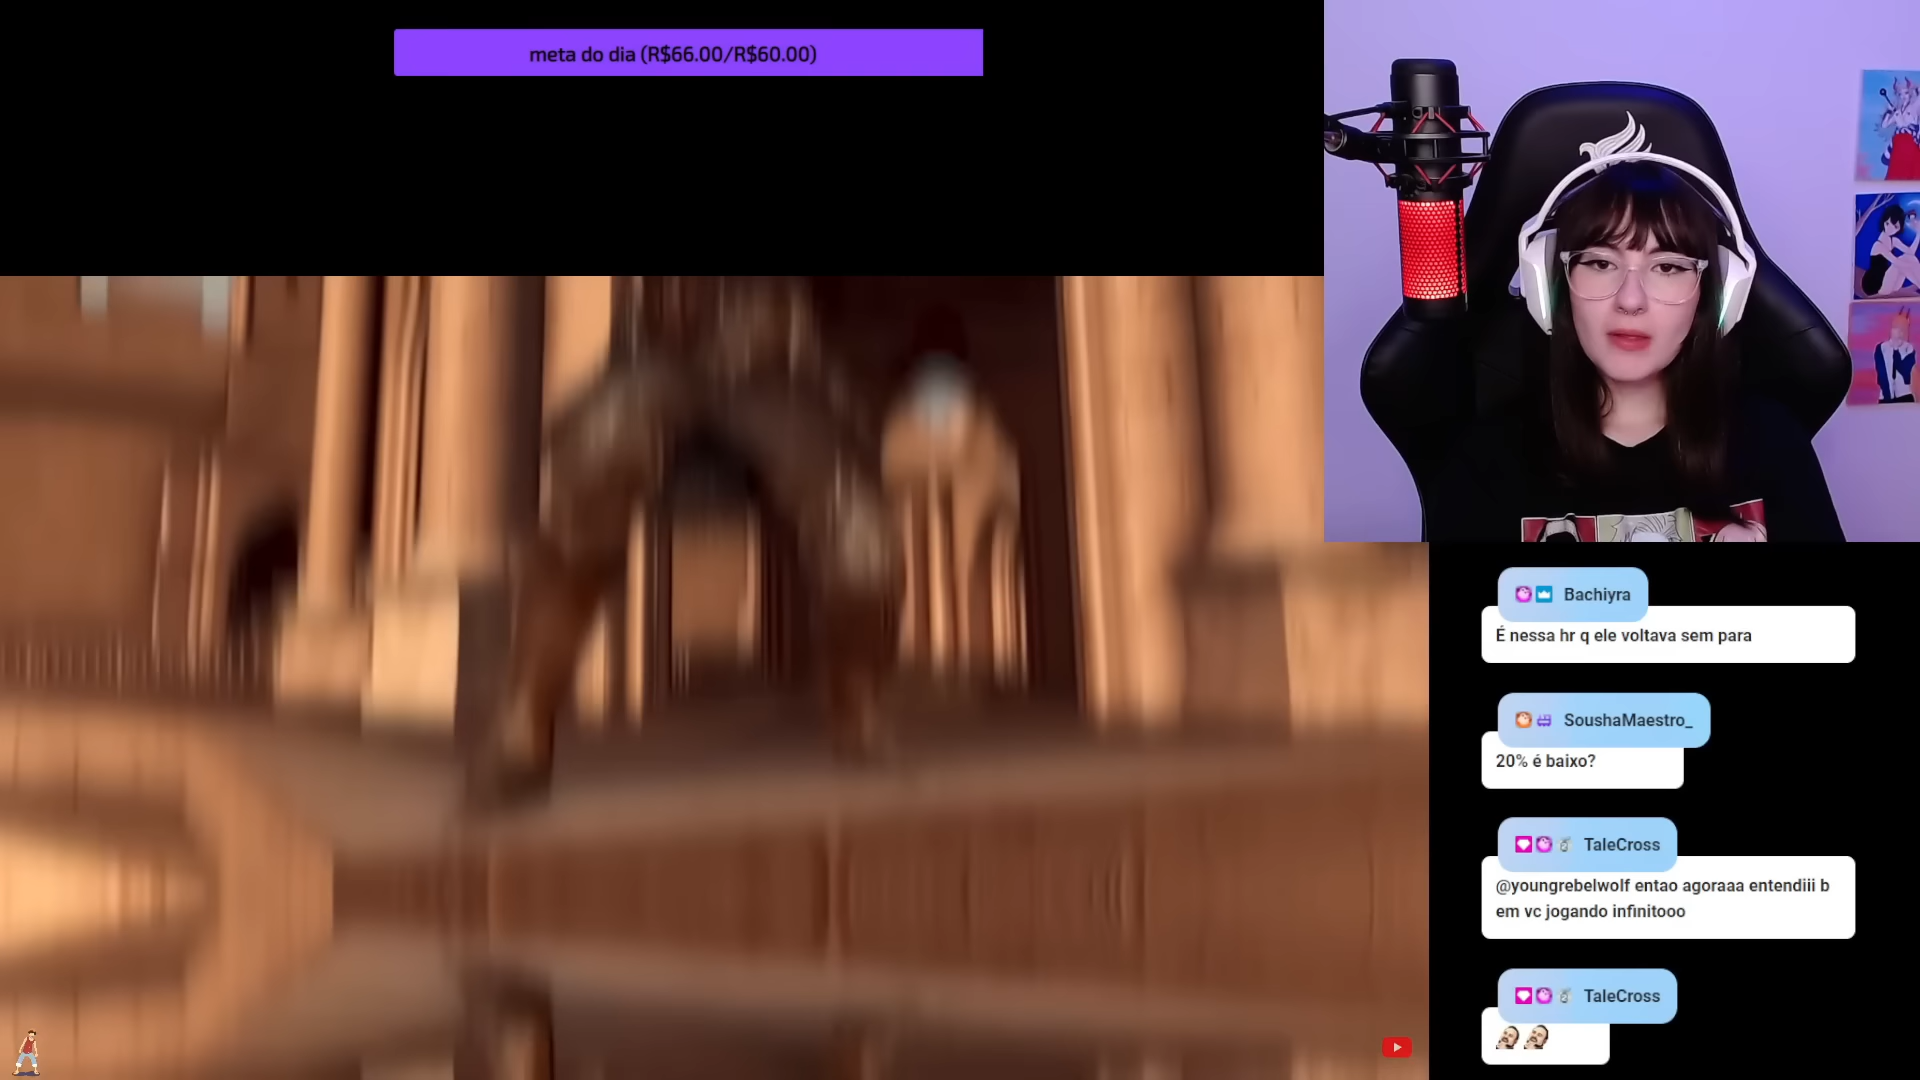 meta do dia (R$66.00/R$60.00)
Bachiyra
É nessa hr q ele voltava sem para
SoushaMaestro_
20% é baixo?
TaleCross
@youngrebelwolf entao agoraaa entendiii b
em vc jogando infinitooo
TaleCross